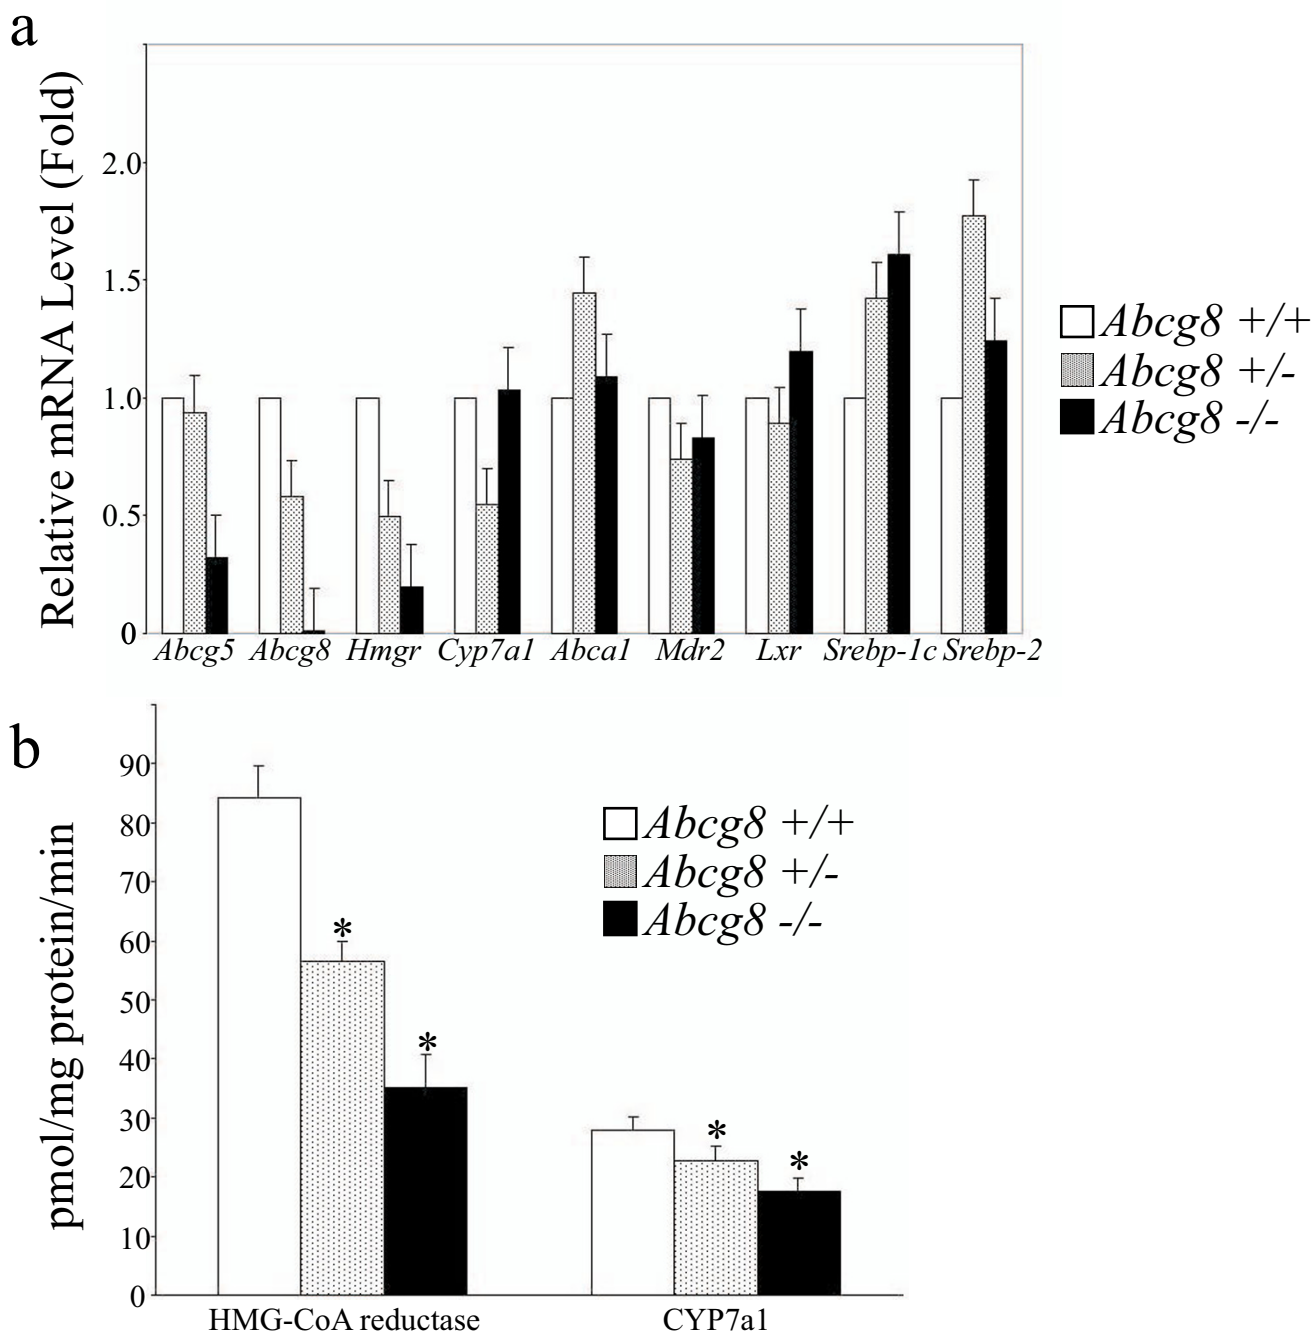 a
Relative mRNA Level (Fold)
2.0
1.5
1.0
0.5
0
Abcg5 Abcg8 Hmgr Cyp7a1 Abca1 Mdr2 Lxr Srebp-1c Srebp-2
Abcg8 +/+
Abcg8 +/-
Abcg8 -/-
b
pmol/mg protein/min
90
80
70
60
50
40
30
20
10
0
* * * *
Abcg8 +/+
Abcg8 +/-
Abcg8 -/-
HMG-CoA reductase CYP7a1